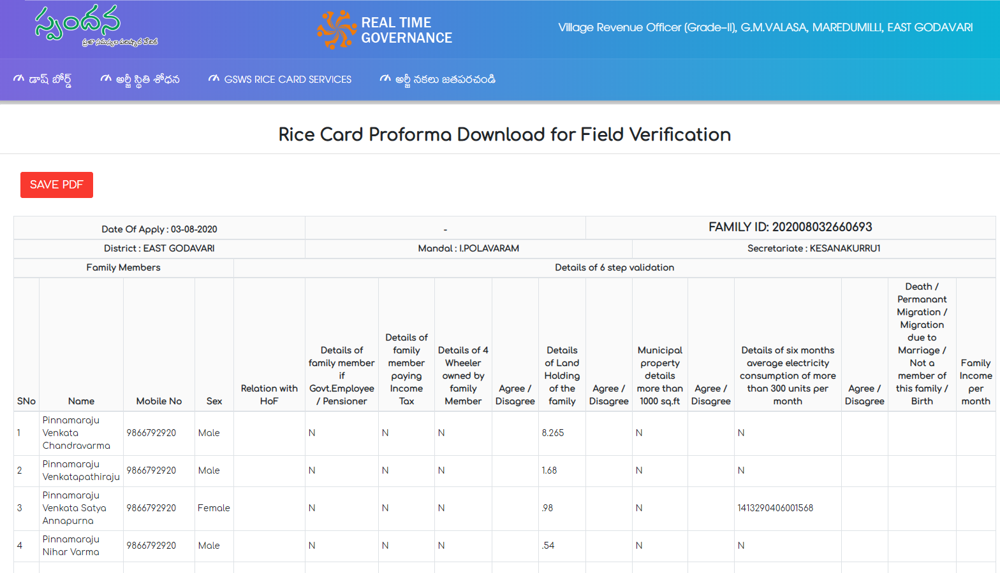 స్పందన
ప్రజా సమస్యల పరిష్కార వేదిక
REAL TIME
GOVERNANCE
Village Revenue Officer (Grade-II), G.M.VALASA, MAREDUMILLI, EAST GODAVARI
డాష్ బోర్డ్ అర్జీ స్థితి శోధన GSWS RICE CARD SERVICES అర్జీ నకలు జతపరచండి
Rice Card Proforma Download for Field Verification
SAVE PDF
Date Of Apply : 03-08-2020 - FAMILY ID: 202008032660693
District : EAST GODAVARI Mandal : I.POLAVARAM Secretariate : KESANAKURRU1
Family Members Details of 6 step validation
SNo
Name
Mobile No
Sex
Relation with
HoF
Details of
family member
if
Govt.Employee
/ Pensioner
Details of
family
member
paying
Income
Tax
Details of 4
Wheeler
owned by
family
Member
Agree /
Disagree
Details
of Land
Holding
of the
family
Agree /
Disagree
Municipal
property
details
more than
1000 sq.ft
Agree /
Disagree
Details of six months
average electricity
consumption of more
than 300 units per
month
Agree /
Disagree
Death /
Permanant
Migration /
Migration
due to
Marriage /
Not a
member of
this family /
Birth
Family
Income
per
month
1
Pinnamaraju
Venkata
Chandravarma
9866792920 Male N N N 8.265 N N
2
Pinnamaraju
Venkatapathiraju
9866792920 Male N N N 1.68 N N
3
Pinnamaraju
Venkata Satya
Annapurna
9866792920 Female N N N .98 N 1413290406001568
4
Pinnamaraju
Nihar Varma
9866792920 Male N N N .54 N N